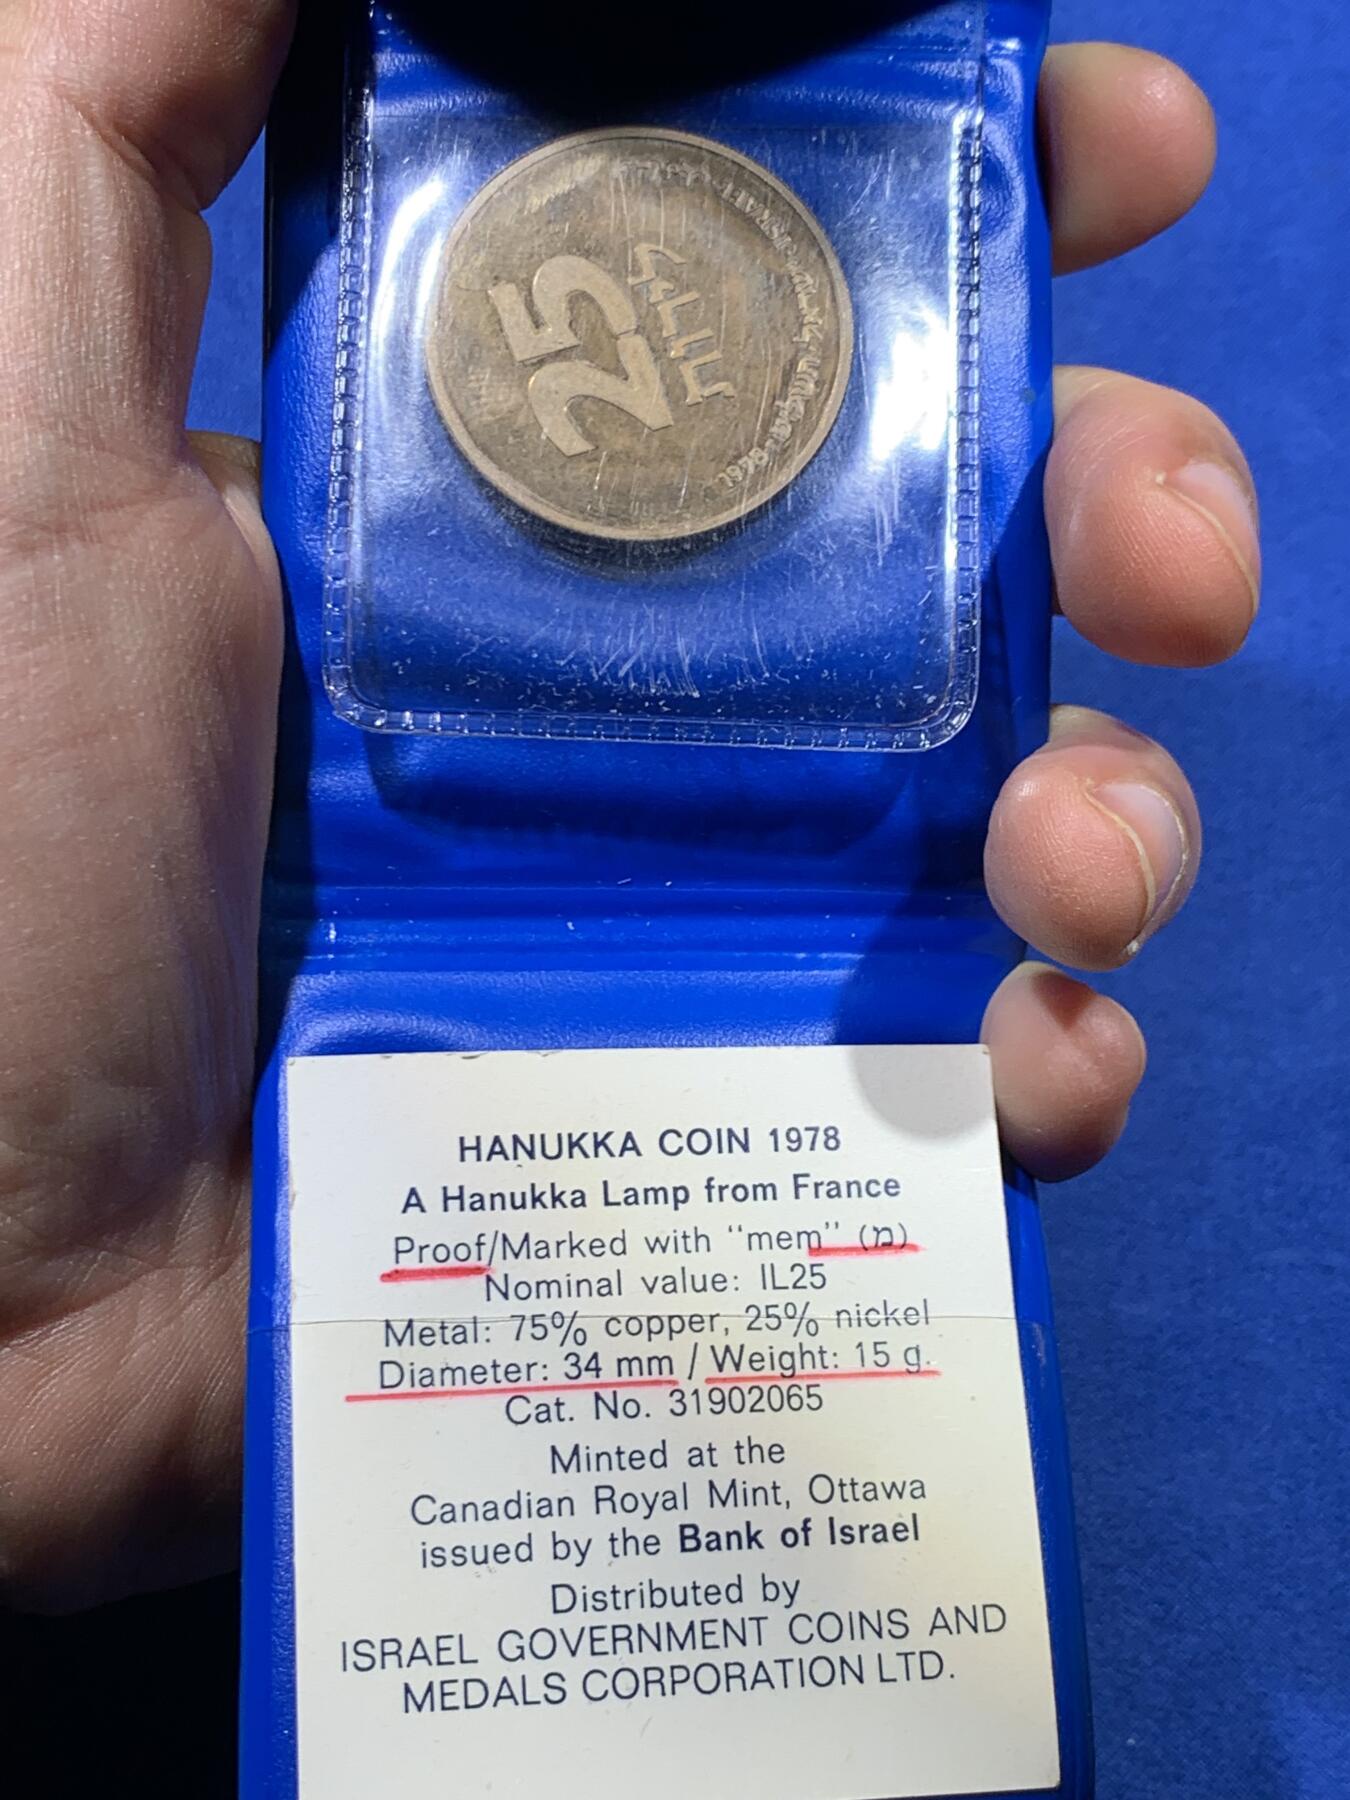 25
ISRAEL
1978
HANUKKA COIN 1978
A Hanukka Lamp from France
Proof/Marked with "mem" (מ)
Nominal value: IL25
Metal: 75% copper, 25% nickel
Diameter: 34 mm / Weight: 15 g.
Cat. No. 31902065
Minted at the
Canadian Royal Mint, Ottawa
issued by the Bank of Israel
Distributed by
ISRAEL GOVERNMENT COINS AND
MEDALS CORPORATION LTD.